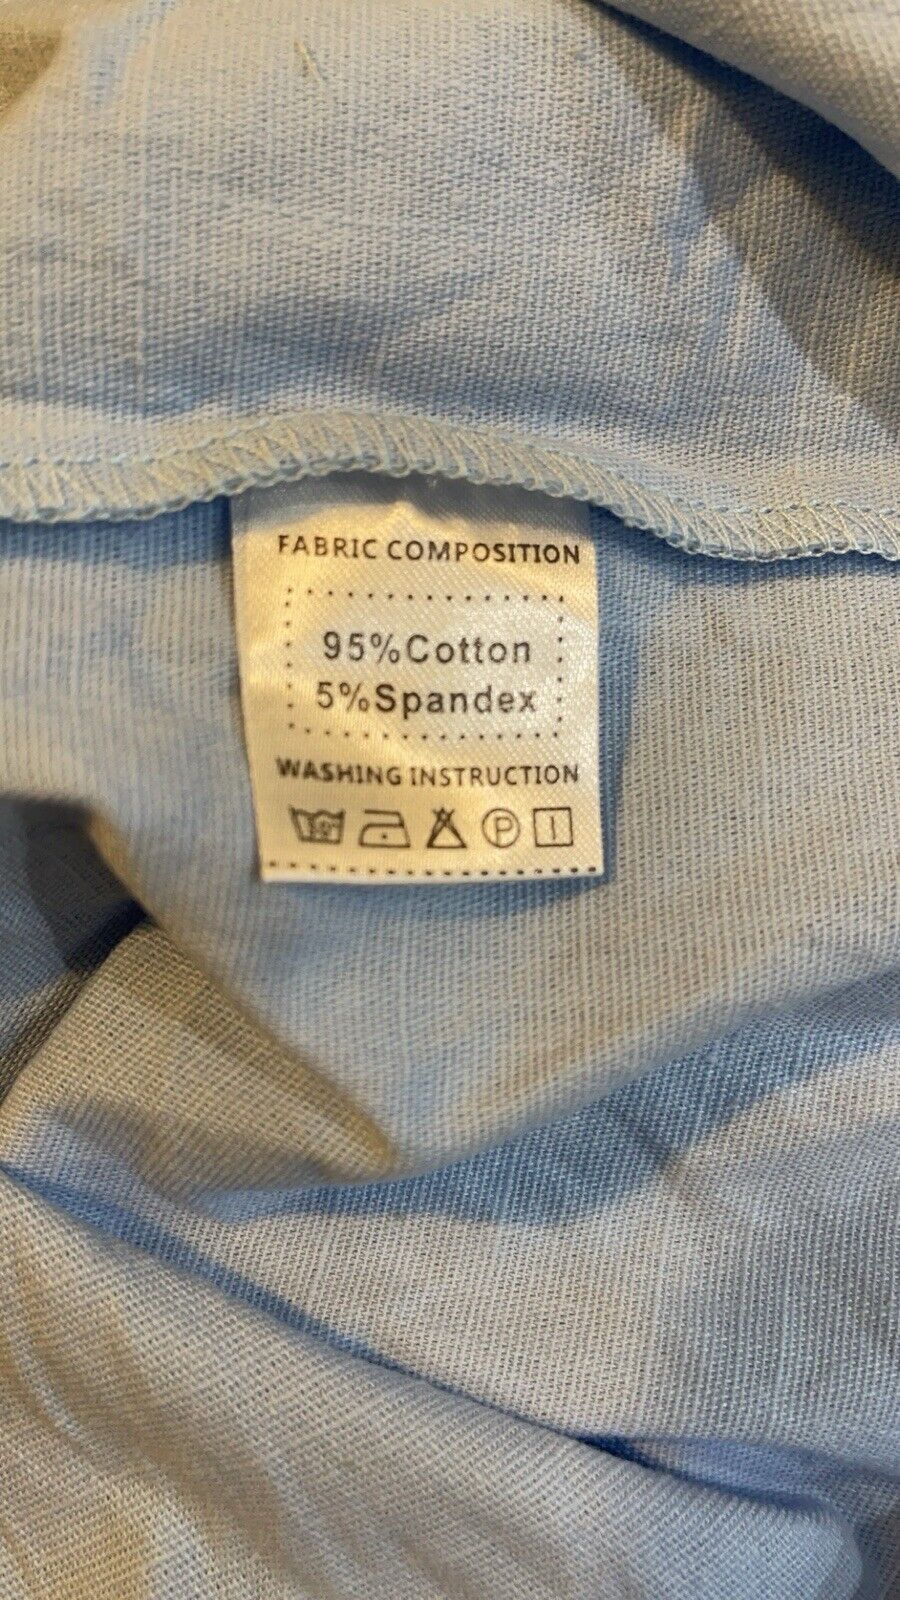 FABRIC COMPOSITION
95%Cotton
5%Spandex
WASHING INSTRUCTION
P